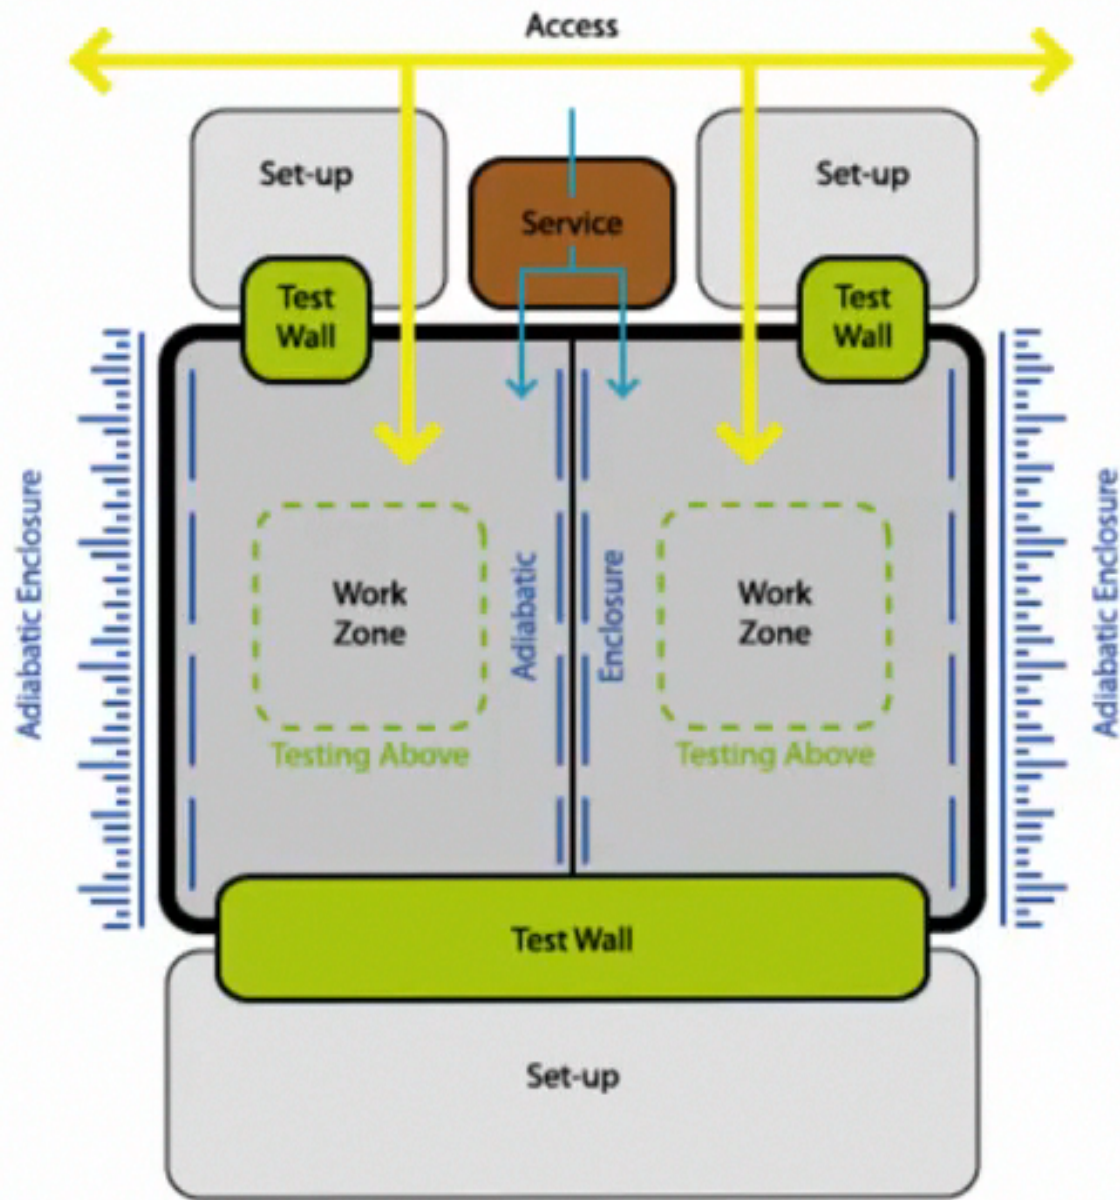 Access
Set-up
Set-up
Service
Test
Wall
Test
Wall
Adiabatic Enclosure
Work
Zone
Adiabatic
Enclosure
Work
Zone
Adiabatic Enclosure
Testing Above
Testing Above
Test Wall
Set-up